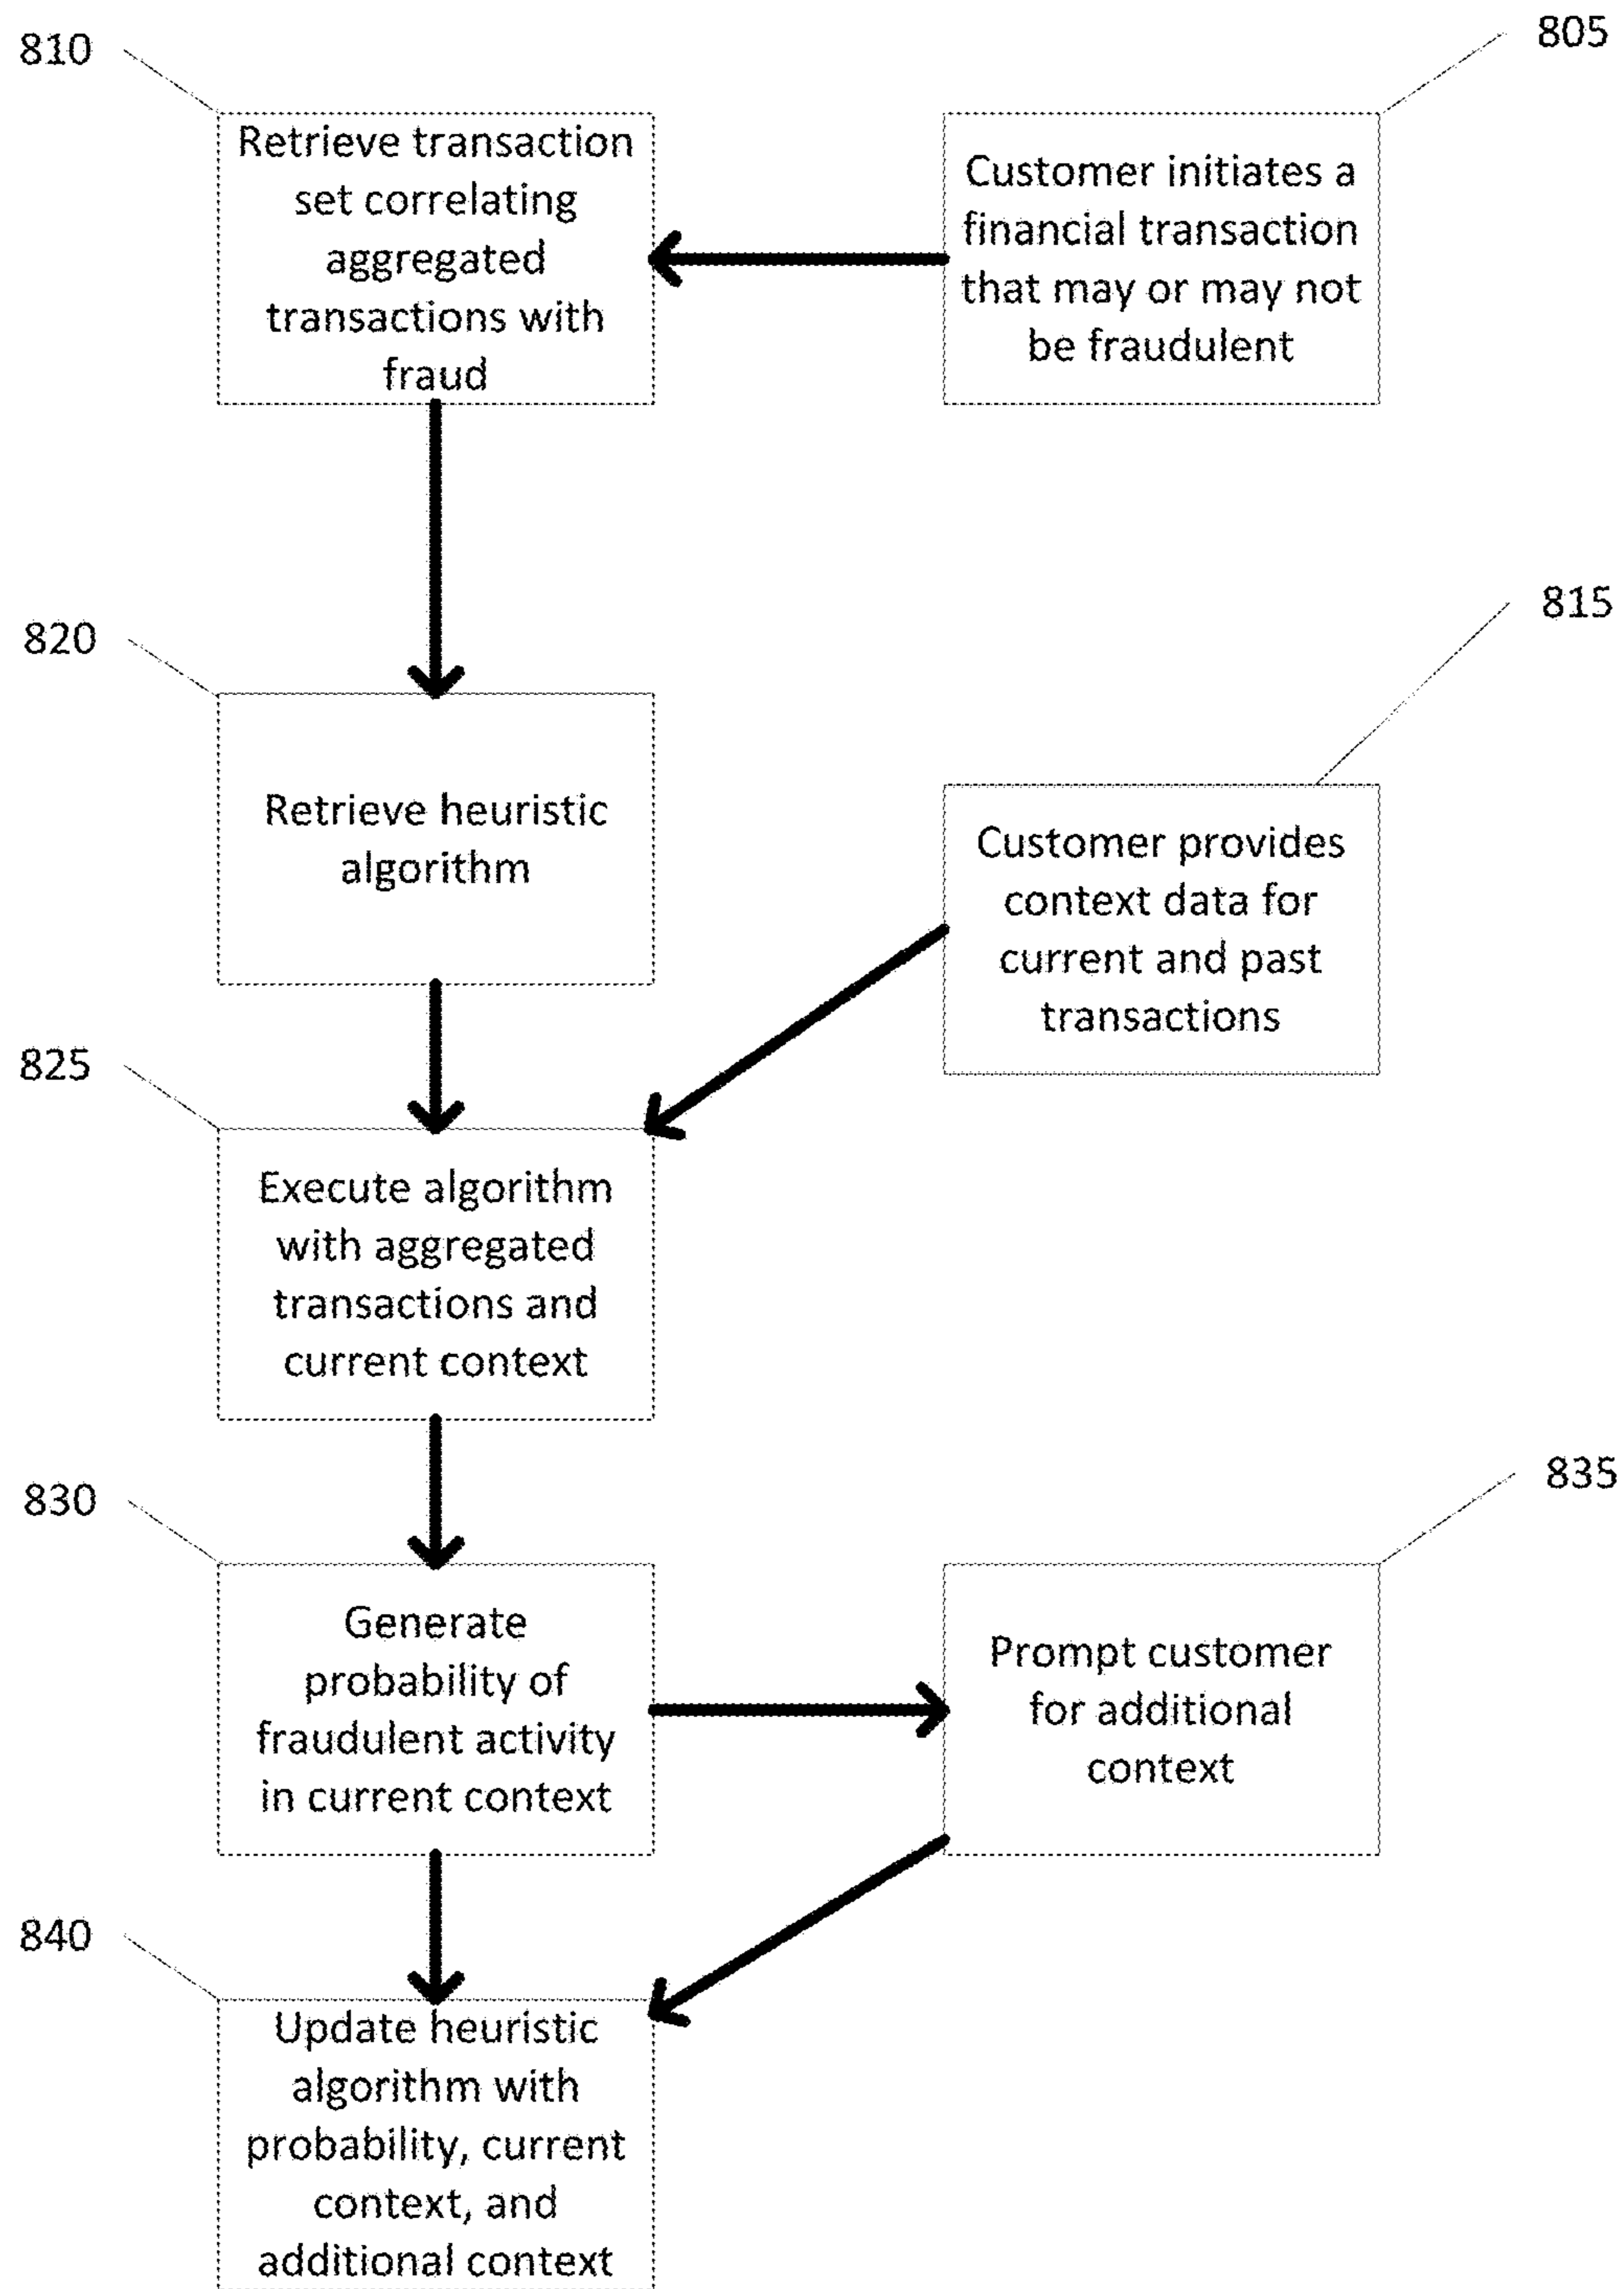 810
805
Retrieve transaction
set correlating
aggregated
transactions with
fraud
Customer initiates a
financial transaction
that may or may not
be fraudulent
820
815
Retrieve heuristic
algorithm
Customer provides
context data for
current and past
transactions
825
Execute algorithm
with aggregated
transactions and
current context
830
835
Generate
probability of
fraudulent activity
in current context
Prompt customer
for additional
context
840
Update heuristic
algorithm with
probability, current
context, and
additional context